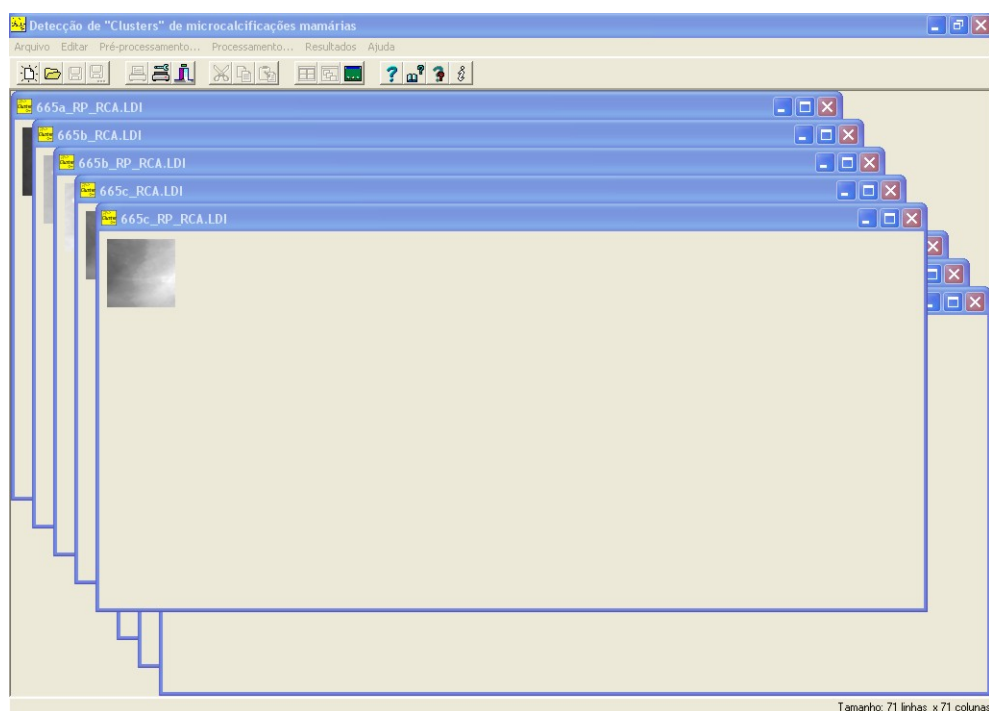 Detecção de "Clusters" de microcalcificações mamárias
Arquivo Editar Pré-processamento... Processamento... Resultados Ajuda
665a_RP_RCA.LDI
665b_RCA.LDI
665b_RP_RCA.LDI
665c_RCA.LDI
665c_RP_RCA.LDI
Tamanho: 71 linhas x 71 colunas